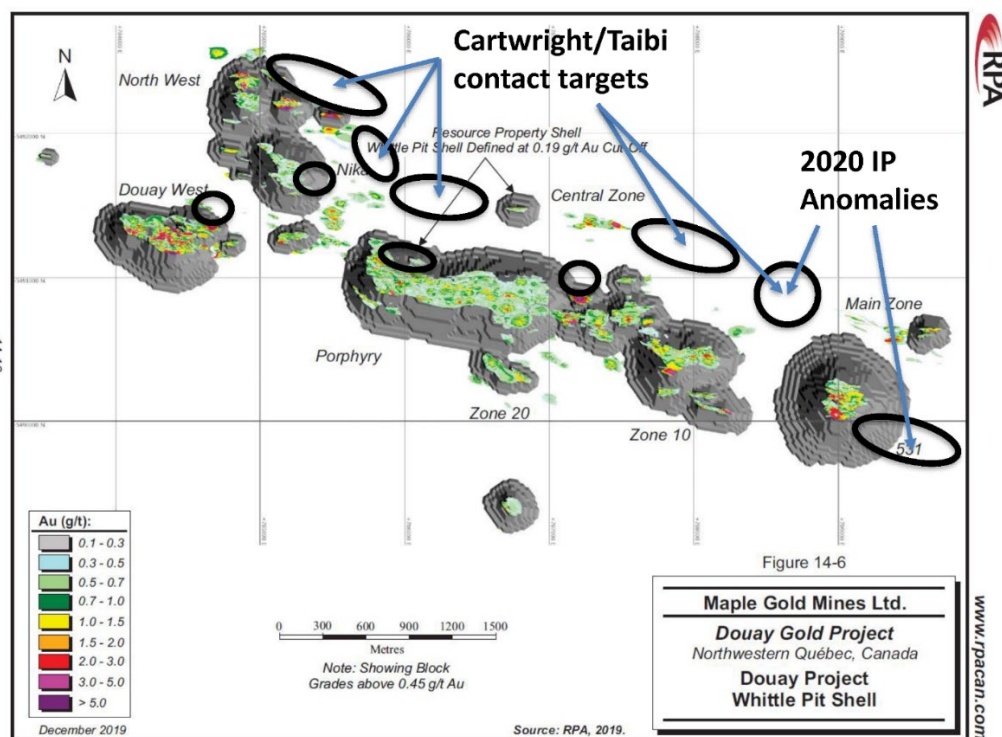 Cartwright/Taibi
contact targets
RPA
N
North West
Resource Property Shell
Whittle Pit Shell Defined at 0.19 g/t Au Cut Off
2020 IP
Anomalies
Nika
Douay West
Central Zone
Main Zone
Porphyry
Zone 20
Zone 10
531
Au (g/t):
0.1 - 0.3
0.3 - 0.5
0.5 - 0.7
0.7 - 1.0
1.0 - 1.5
1.5 - 2.0
2.0 - 3.0
3.0 - 5.0
> 5.0
0 300 600 900 1200 1500
Metres
Note: Showing Block
Grades above 0.45 g/t Au
Figure 14-6
Maple Gold Mines Ltd.
Douay Gold Project
Northwestern Québec, Canada
Douay Project
Whittle Pit Shell
December 2019
Source: RPA, 2019.
www.rpacan.com